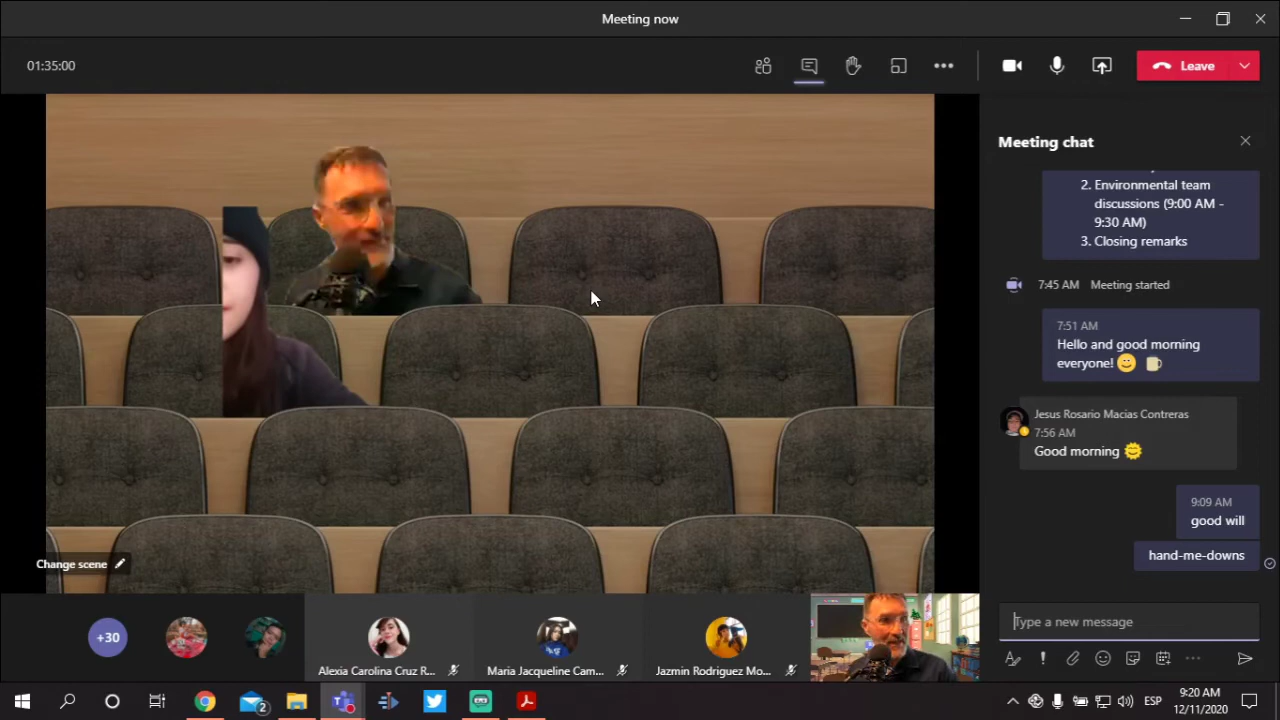 Meeting now
01:35:00
Leave
Meeting chat
2. Environmental team
discussions (9:00 AM -
9:30 AM)
3. Closing remarks
7:45 AM Meeting started
7:51 AM
Hello and good morning
everyone! 😊 ☕
Jesus Rosario Macias Contreras
7:56 AM
Good morning 🌞
9:09 AM
good will
hand-me-downs
Change scene
+30
Alexia Carolina Cruz R...
Maria Jacqueline Cam...
Jazmin Rodriguez Mo...
Type a new message
2
ESP
9:20 AM
12/11/2020